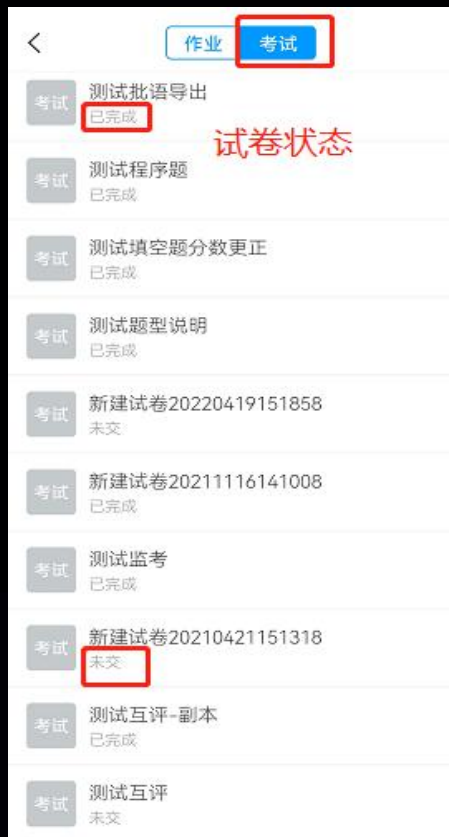 作业 考试
考试 测试批语导出
已完成
试卷状态
考试 测试程序题
已完成
考试 测试填空题分数更正
已完成
考试 测试题型说明
已完成
考试 新建试卷20220419151858
未交
考试 新建试卷20211116141008
已完成
考试 测试监考
已完成
考试 新建试卷20210421151318
未交
考试 测试互评-副本
已完成
考试 测试互评
未交